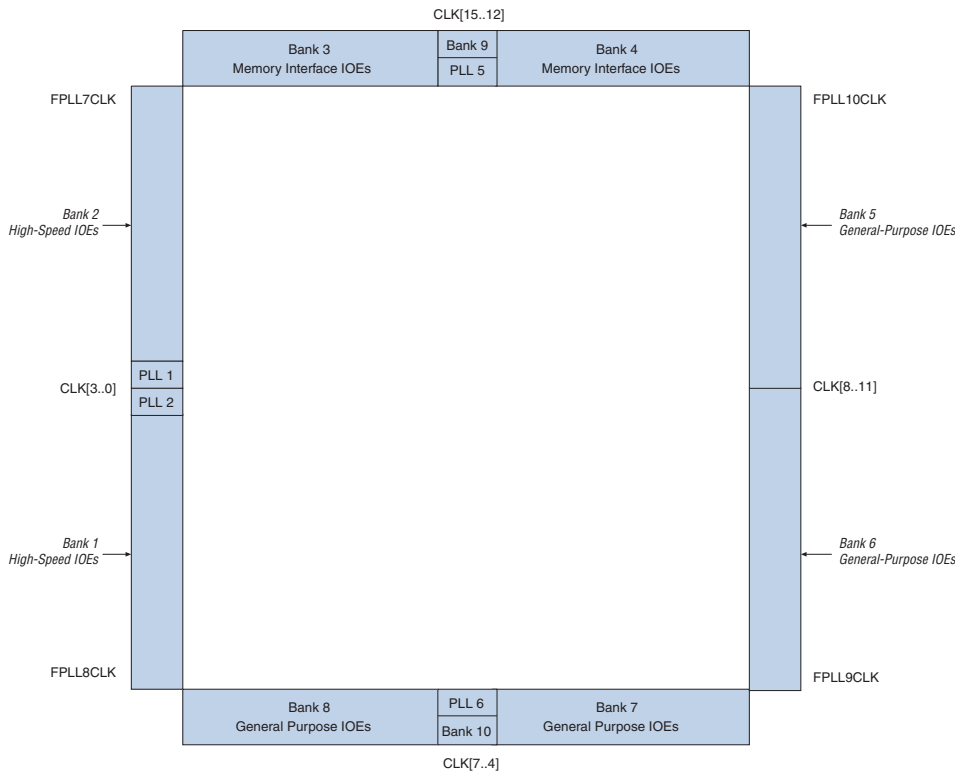 CLK[15..12]
Bank 3
Memory Interface IOEs
Bank 9
PLL 5
Bank 4
Memory Interface IOEs
FPLL7CLK
FPLL10CLK
Bank 2
High-Speed IOEs
Bank 5
General-Purpose IOEs
PLL 1
CLK[3..0]
PLL 2
CLK[8..11]
Bank 1
High-Speed IOEs
Bank 6
General-Purpose IOEs
FPLL8CLK
FPLL9CLK
Bank 8
General Purpose IOEs
PLL 6
Bank 10
Bank 7
General Purpose IOEs
CLK[7..4]